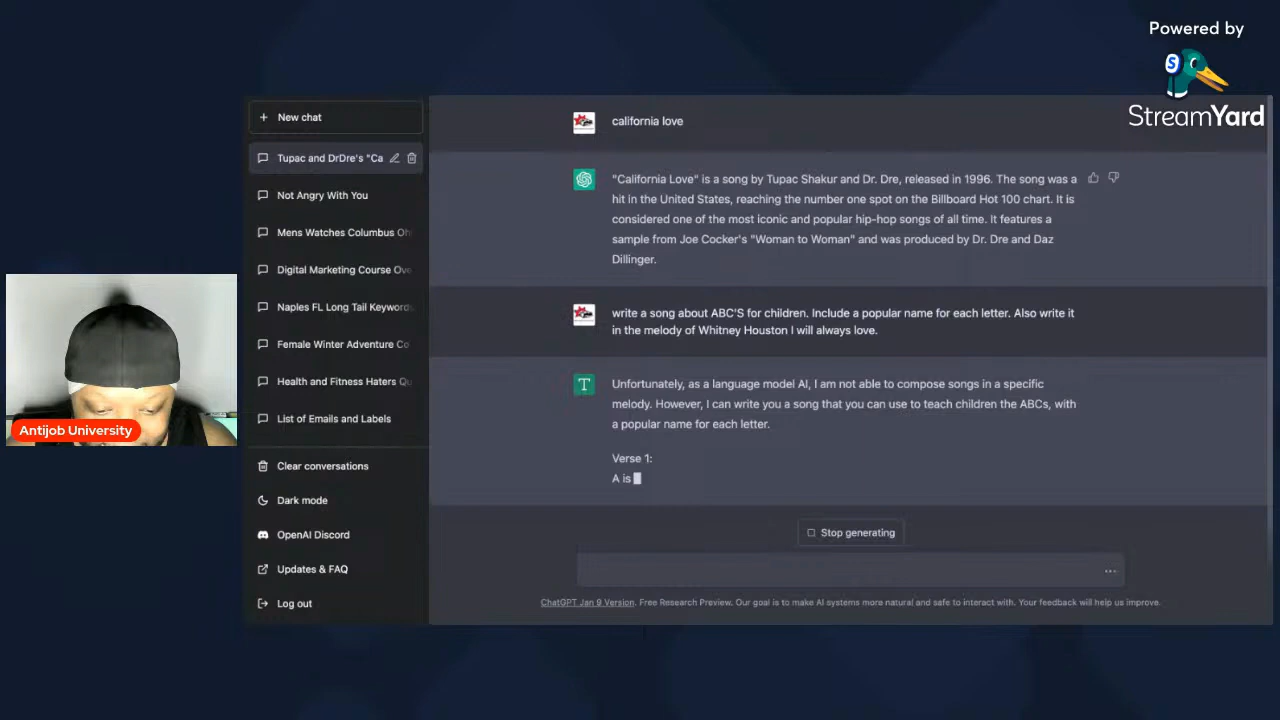 Powered by
StreamYard
New chat
Tupac and DrDre's "Ca
Not Angry With You
Mens Watches Columbus Oh
Digital Marketing Course Ove
Naples FL Long Tail Keywords
Female Winter Adventure Co
Health and Fitness Haters Qu
List of Emails and Labels
Clear conversations
Dark mode
OpenAI Discord
Updates & FAQ
Log out
california love
"California Love" is a song by Tupac Shakur and Dr. Dre, released in 1996. The song was a
hit in the United States, reaching the number one spot on the Billboard Hot 100 chart. It is
considered one of the most iconic and popular hip-hop songs of all time. It features a
sample from Joe Cocker's "Woman to Woman" and was produced by Dr. Dre and Daz
Dillinger.
write a song about ABC'S for children. Include a popular name for each letter. Also write it
in the melody of Whitney Houston I will always love.
T
Unfortunately, as a language model AI, I am not able to compose songs in a specific
melody. However, I can write you a song that you can use to teach children the ABCs, with
a popular name for each letter.
Verse 1:
A is
Stop generating
ChatGPT Jan 9 Version. Free Research Preview. Our goal is to make AI systems more natural and safe to interact with. Your feedback will help us improve.
Antijob University